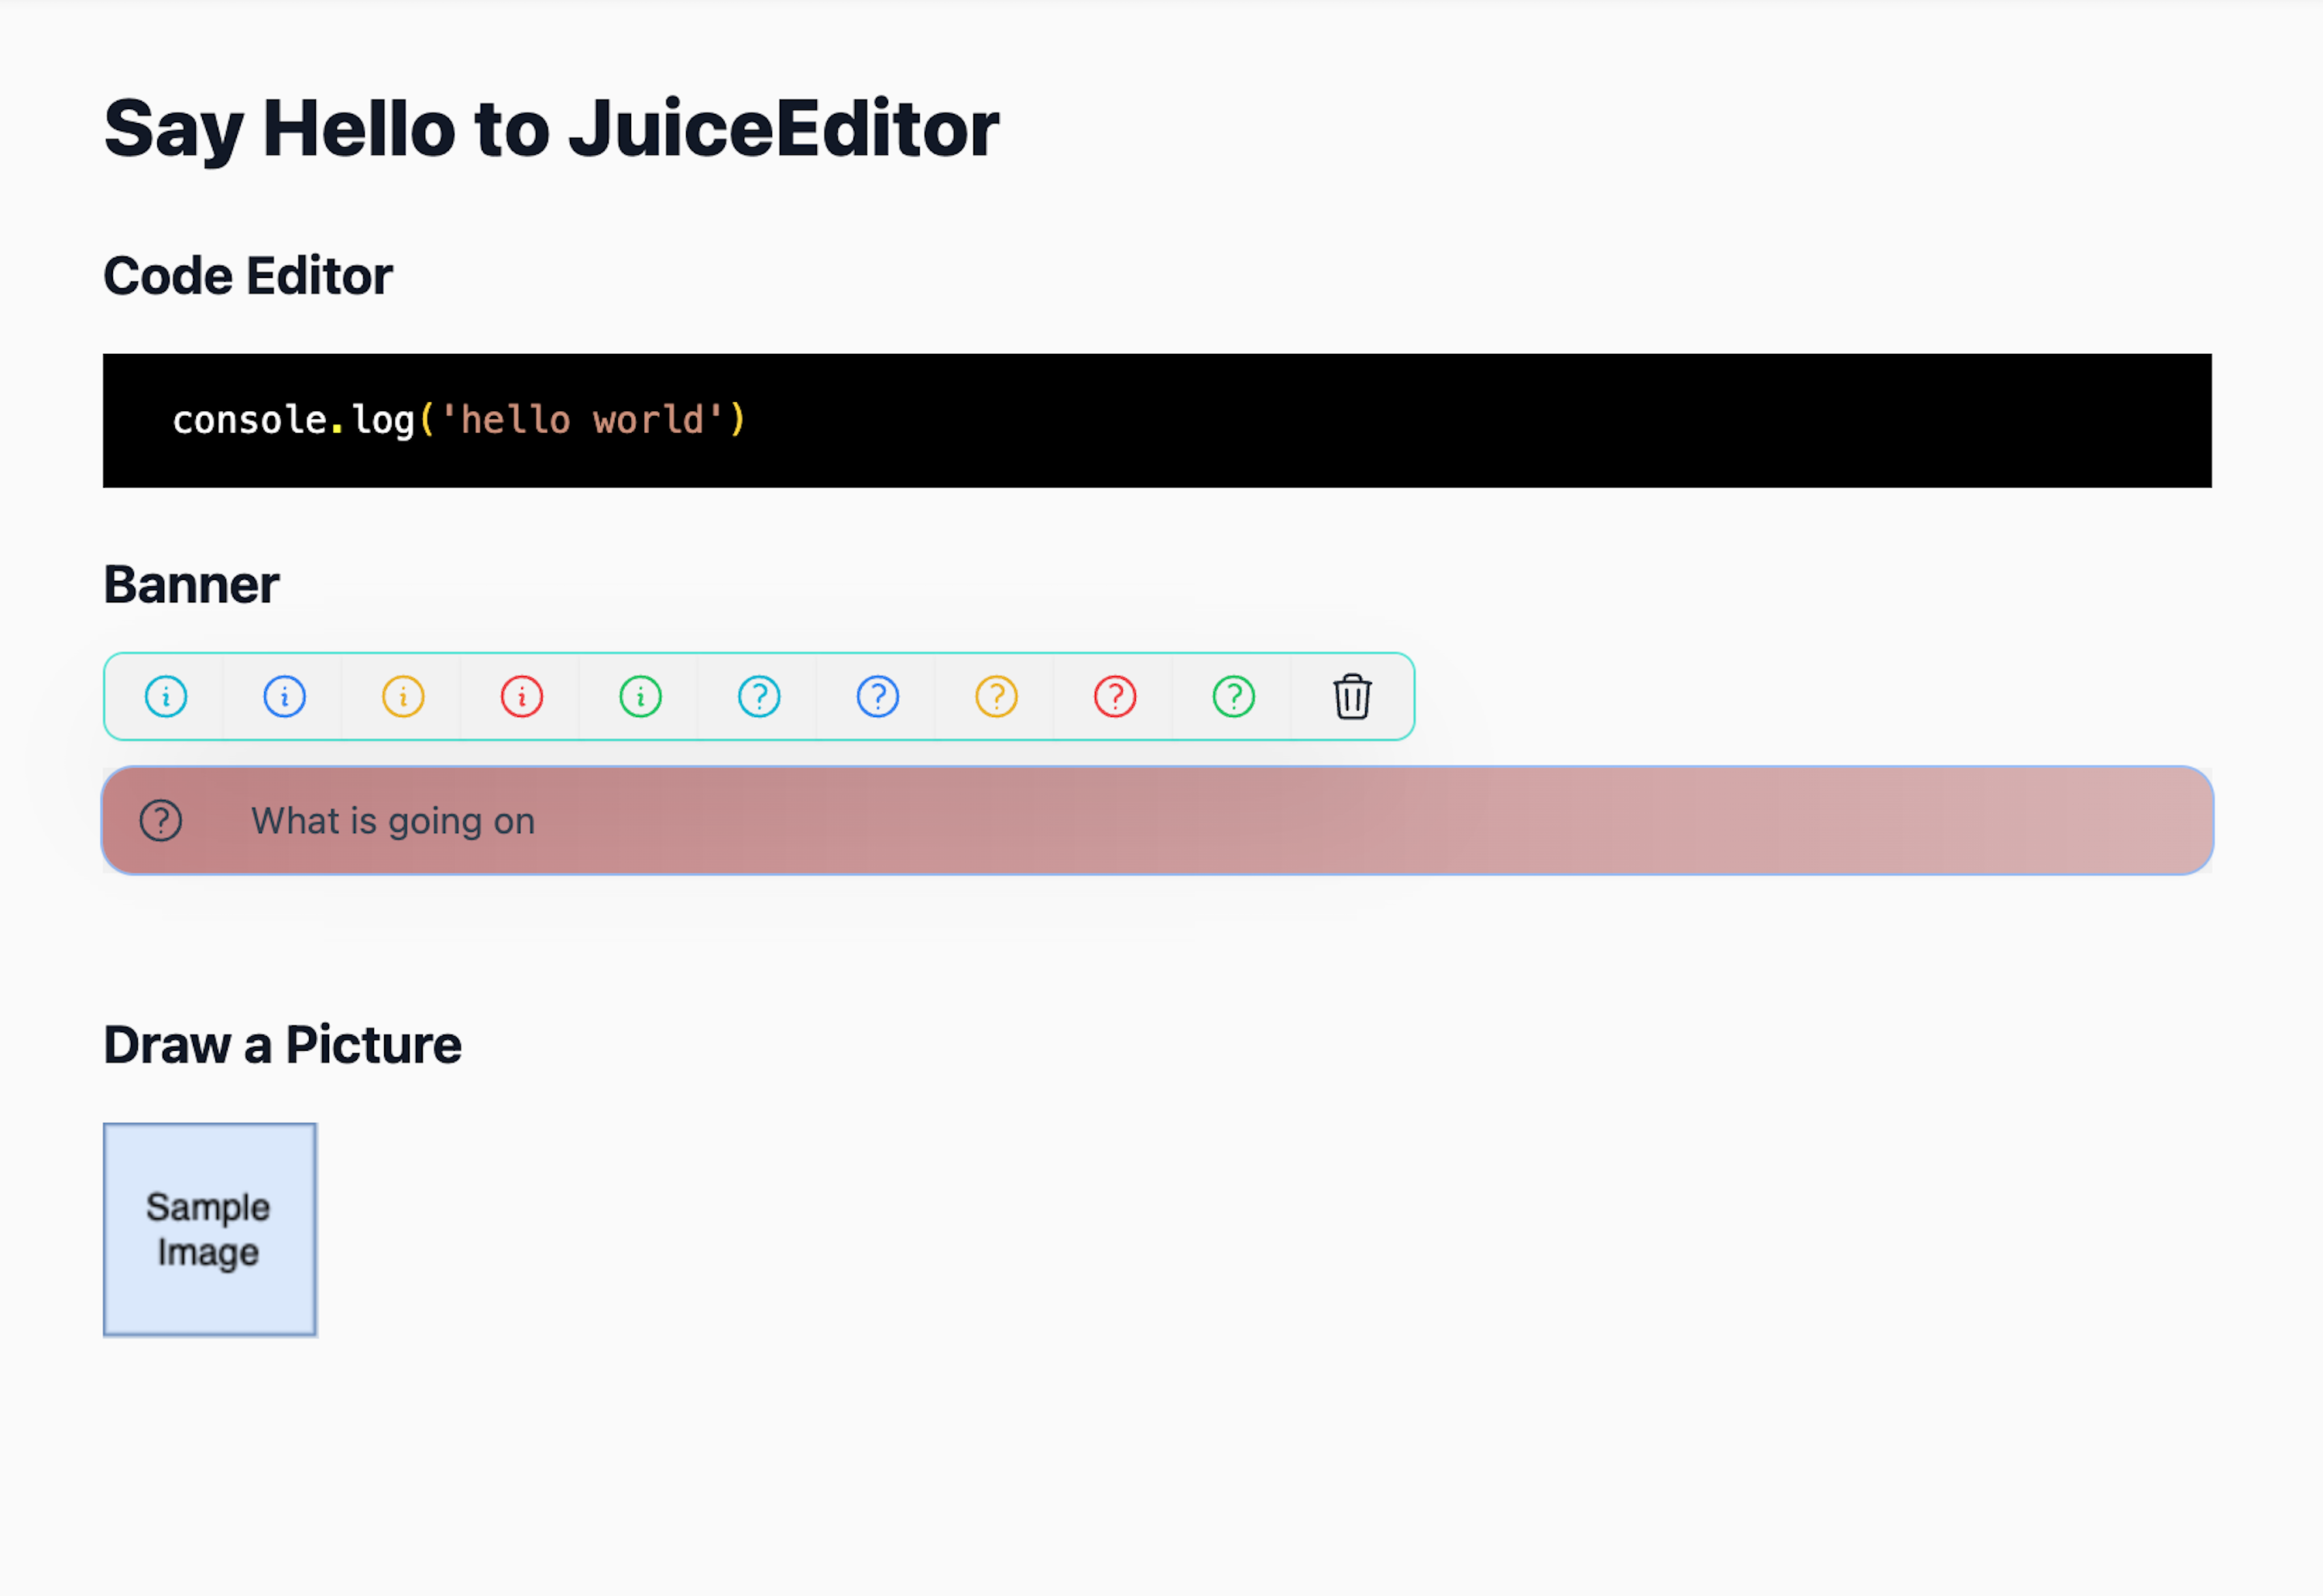 Say Hello to JuiceEditor
Code Editor
console.log('hello world')
Banner
What is going on
Draw a Picture
Sample
Image